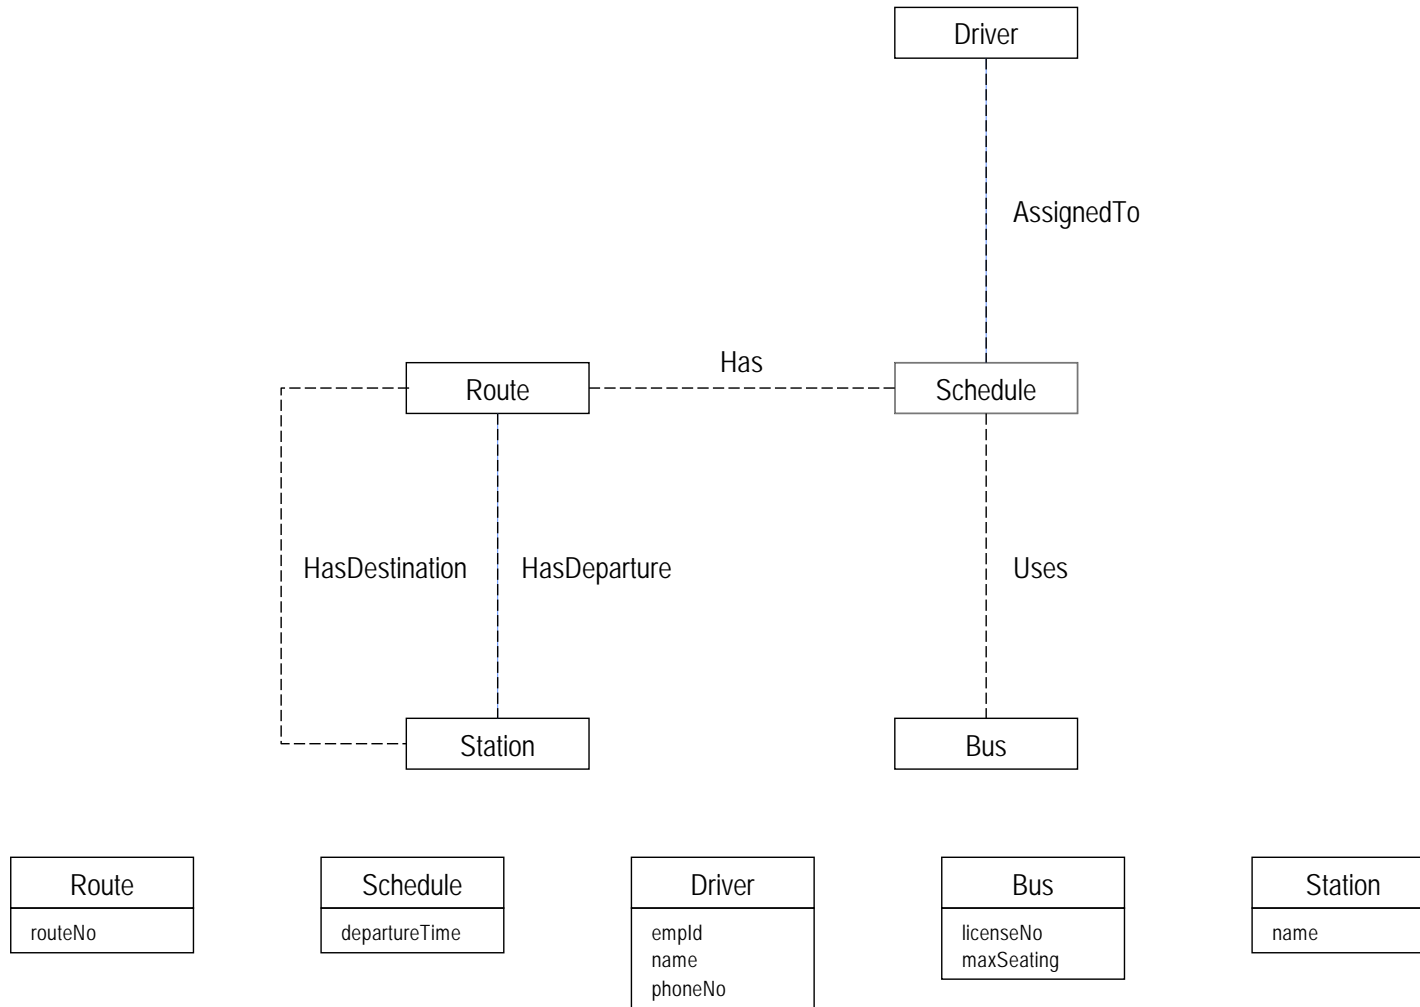 Driver
AssignedTo
Has
Route
Schedule
HasDestination
HasDeparture
Uses
Station
Bus
Route
routeNo
Schedule
departureTime
Driver
empId
name
phoneNo
Bus
licenseNo
maxSeating
Station
name